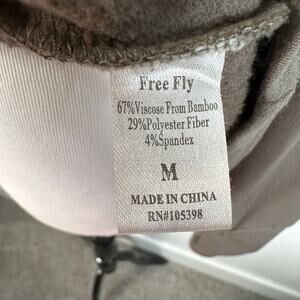 Free Fly
67%Viscose From Bamboo
29%Polyester Fiber
4%Spandex
M
MADE IN CHINA
RN#105398